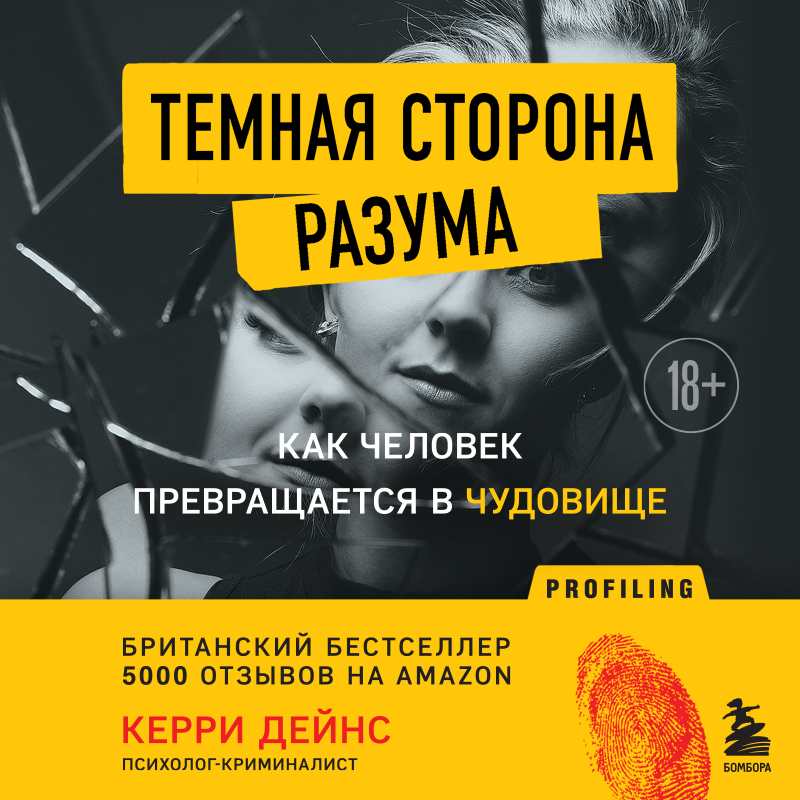 ТЕМНАЯ СТОРОНА
РАЗУМА
18+
КАК ЧЕЛОВЕК
ПРЕВРАЩАЕТСЯ В ЧУДОВИЩЕ
PROFILING
БРИТАНСКИЙ БЕСТСЕЛЛЕР
5000 ОТЗЫВОВ НА AMAZON
КЕРРИ ДЕЙНС
ПСИХОЛОГ-КРИМИНАЛИСТ
БОМБОРА